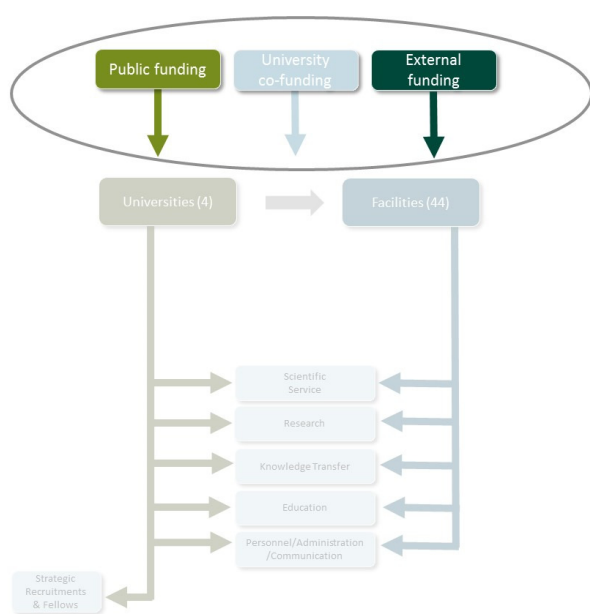 Public funding
University
co-funding
External
funding
Universities (4)
Facilities (44)
Scientific
Service
Research
Knowledge Transfer
Education
Personnel/Administration
/Communication
Strategic
Recruitments
& Fellows